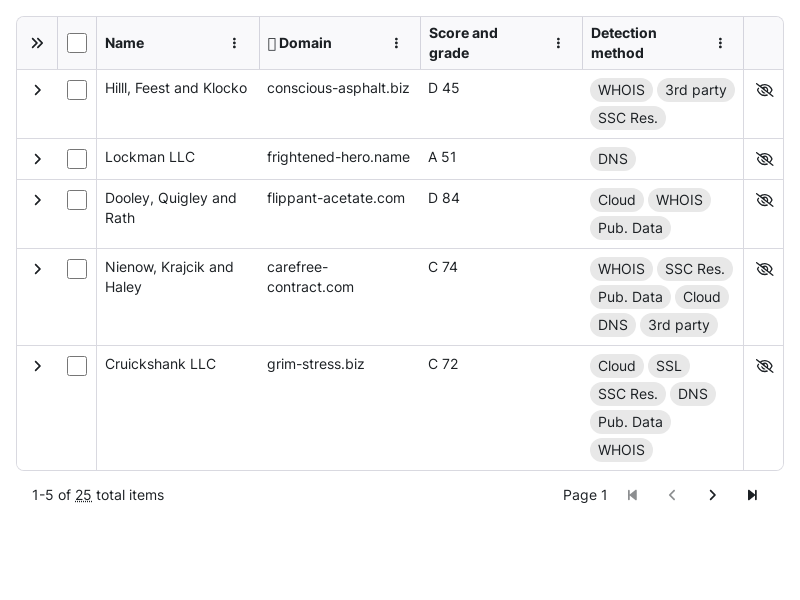 Name
Domain
Score and
grade
Detection
method
Hilll, Feest and Klocko
conscious-asphalt.biz
D 45
WHOIS 3rd party
SSC Res.
Lockman LLC
frightened-hero.name
A 51
DNS
Dooley, Quigley and
Rath
flippant-acetate.com
D 84
Cloud WHOIS
Pub. Data
Nienow, Krajcik and
Haley
carefree-
contract.com
C 74
WHOIS SSC Res.
Pub. Data Cloud
DNS 3rd party
Cruickshank LLC
grim-stress.biz
C 72
Cloud SSL
SSC Res. DNS
Pub. Data
WHOIS
1-5 of 25 total items
Page 1